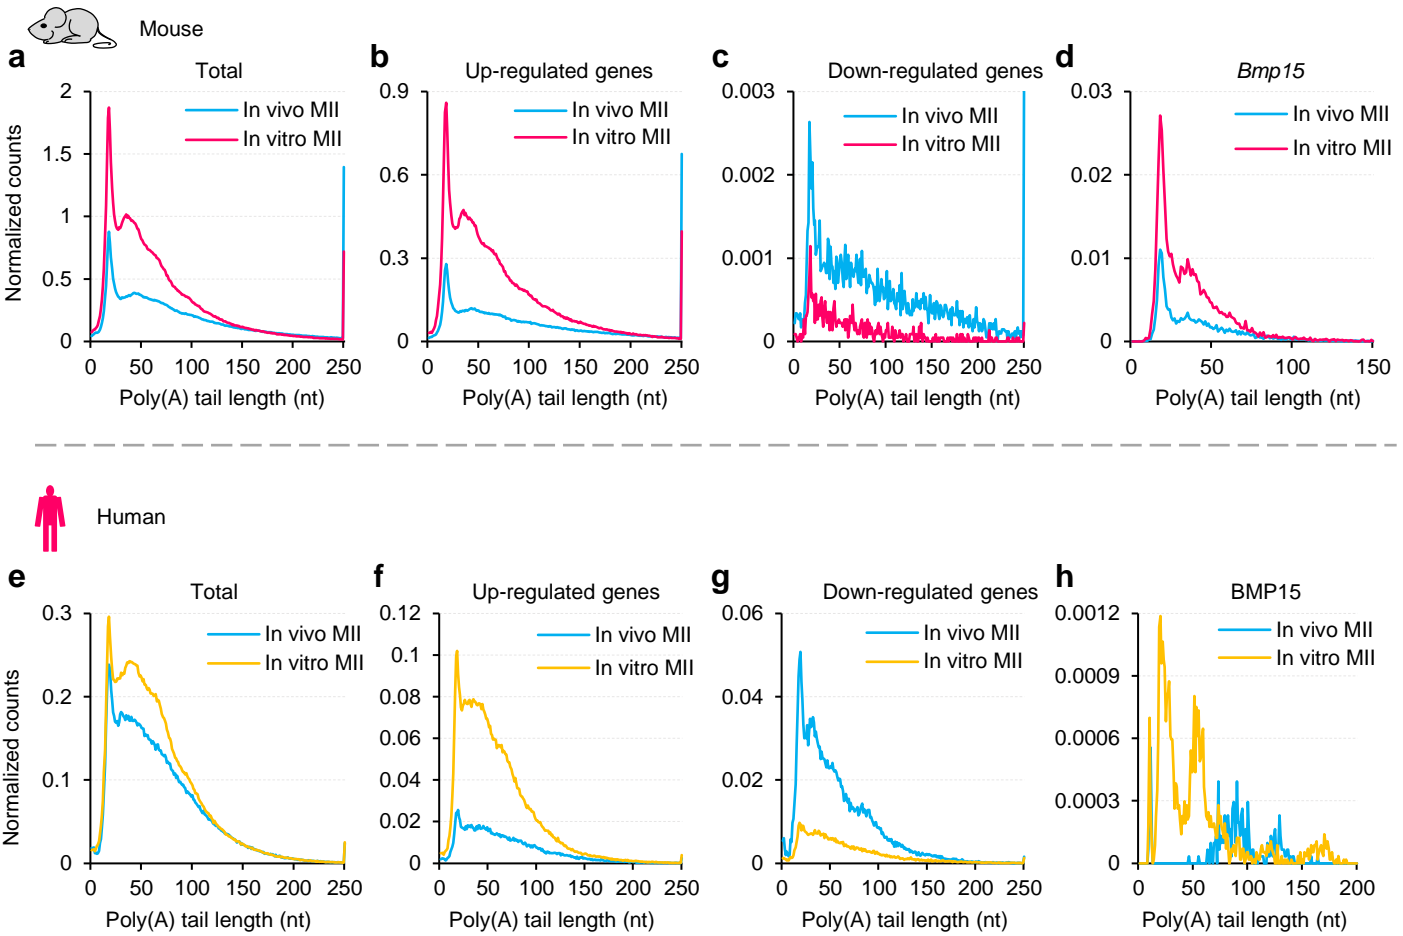 Mouse
a
Total
In vivo MII
In vitro MII
Normalized counts
2
1.5
1
0.5
0
0 50 100 150 200 250
Poly(A) tail length (nt)
b
Up-regulated genes
In vivo MII
In vitro MII
0.9
0.6
0.3
0
0 50 100 150 200 250
Poly(A) tail length (nt)
c
Down-regulated genes
In vivo MII
In vitro MII
0.003
0.002
0.001
0
0 50 100 150 200 250
Poly(A) tail length (nt)
d
Bmp15
In vivo MII
In vitro MII
0.03
0.02
0.01
0
0 50 100 150
Poly(A) tail length (nt)
Human
e
Total
In vivo MII
In vitro MII
Normalized counts
0.3
0.2
0.1
0
0 50 100 150 200 250
Poly(A) tail length (nt)
f
Up-regulated genes
In vivo MII
In vitro MII
0.12
0.1
0.08
0.06
0.04
0.02
0
0 50 100 150 200 250
Poly(A) tail length (nt)
g
Down-regulated genes
In vivo MII
In vitro MII
0.06
0.04
0.02
0
0 50 100 150 200 250
Poly(A) tail length (nt)
h
BMP15
In vivo MII
In vitro MII
0.0012
0.0009
0.0006
0.0003
0
0 50 100 150 200
Poly(A) tail length (nt)